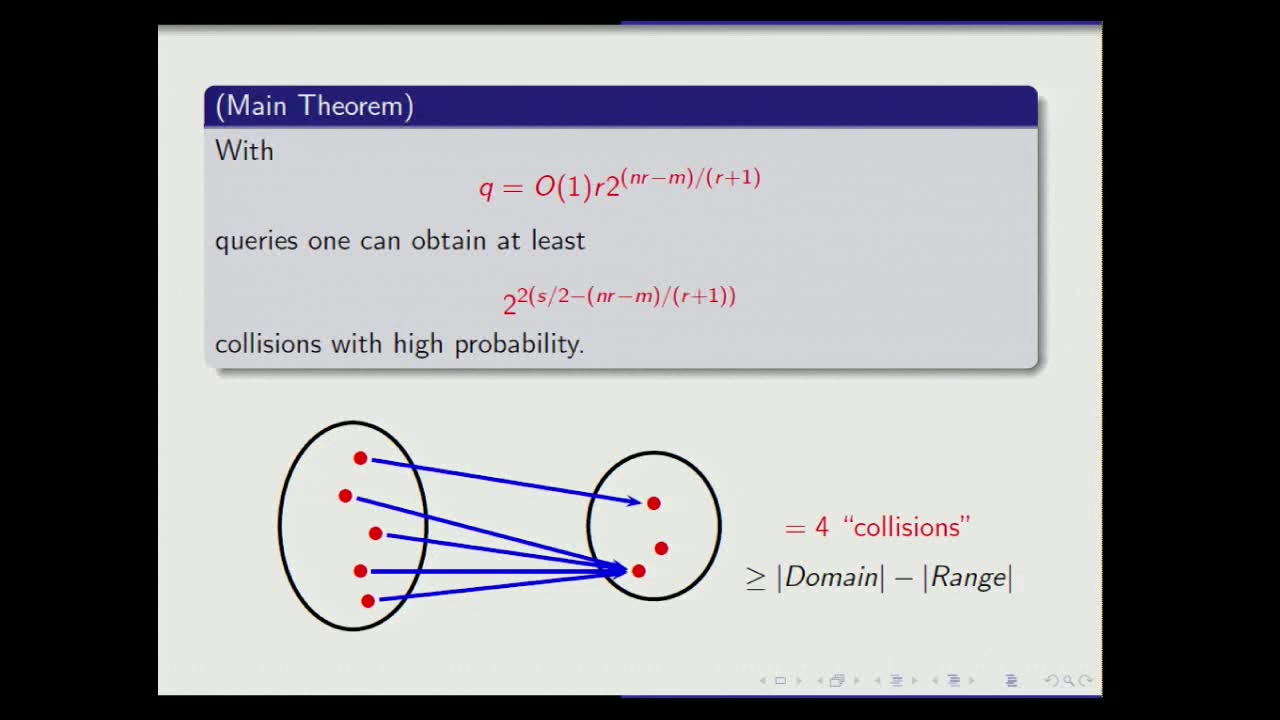 (Main Theorem)
With
q = O(1)r2^{(nr−m)/(r+1)}
queries one can obtain at least
2^{2(s/2−(nr−m)/(r+1))}
collisions with high probability.
= 4 “collisions”
≥ |Domain| − |Range|